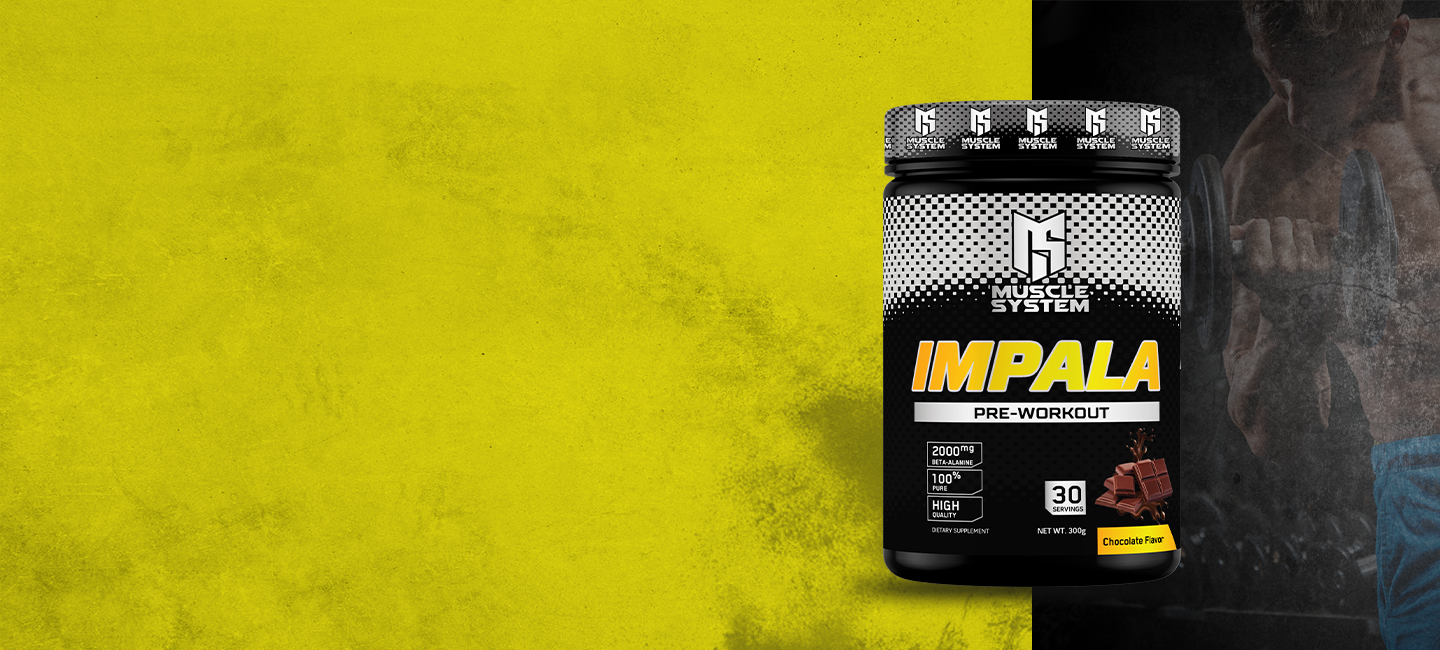 MUSCLE MUSCLE MUSCLE MUSCLE MUSCLE
SYSTEM SYSTEM SYSTEM SYSTEM SYSTEM
MUSCLE
SYSTEM
IMPALA
PRE-WORKOUT
2000mg
BETA-ALANINE
100%
PURE
HIGH
QUALITY
DIETARY SUPPLEMENT
30
SERVINGS
NET WT. 300g
Chocolate Flavor